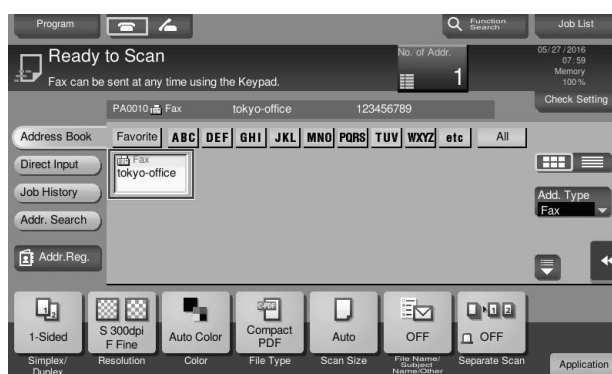 Program
Function
Search
Job List
Ready to Scan
Fax can be sent at any time using the Keypad.
No. of Addr.
1
05/27/2016
07:59
Memory
100%
Check Setting
PA0010 Fax tokyo-office 123456789
Address Book
Favorite ABC DEF GHI JKL MNO PQRS TUV WXYZ etc All
Direct Input
Job History
Addr. Search
Addr.Reg.
Fax
tokyo-office
Add. Type
Fax
1-Sided
S 300dpi
F Fine
Auto Color
Compact
PDF
Auto
OFF
OFF
Simplex/
Duplex
Resolution
Color
File Type
Scan Size
File Name/
Subject
Name/Other
Separate Scan
Application